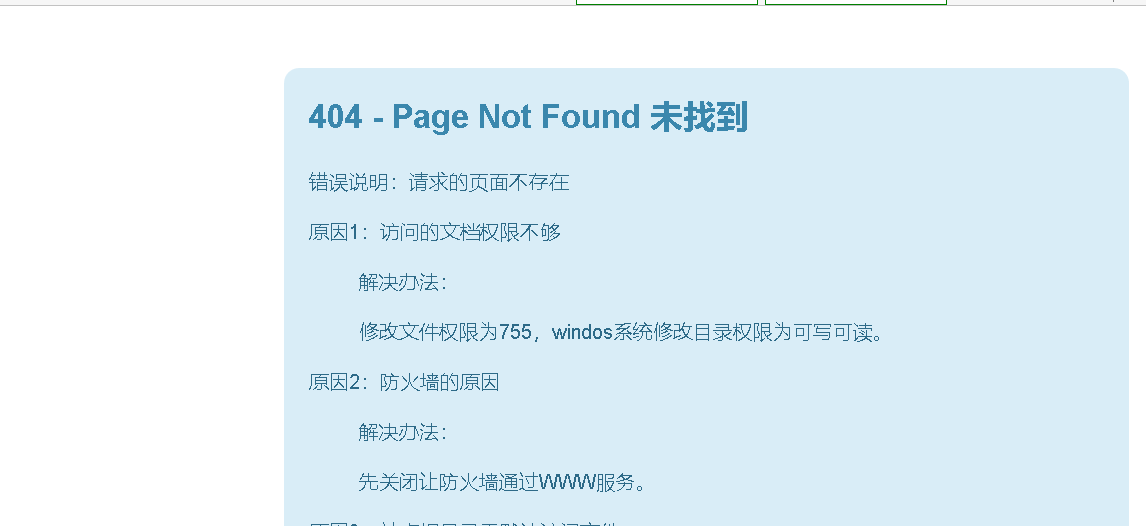 404 - Page Not Found 未找到
错误说明：请求的页面不存在
原因1：访问的文档权限不够
解决办法：
修改文件权限为755，windos系统修改目录权限为可写可读。
原因2：防火墙的原因
解决办法：
先关闭让防火墙通过WWW服务。